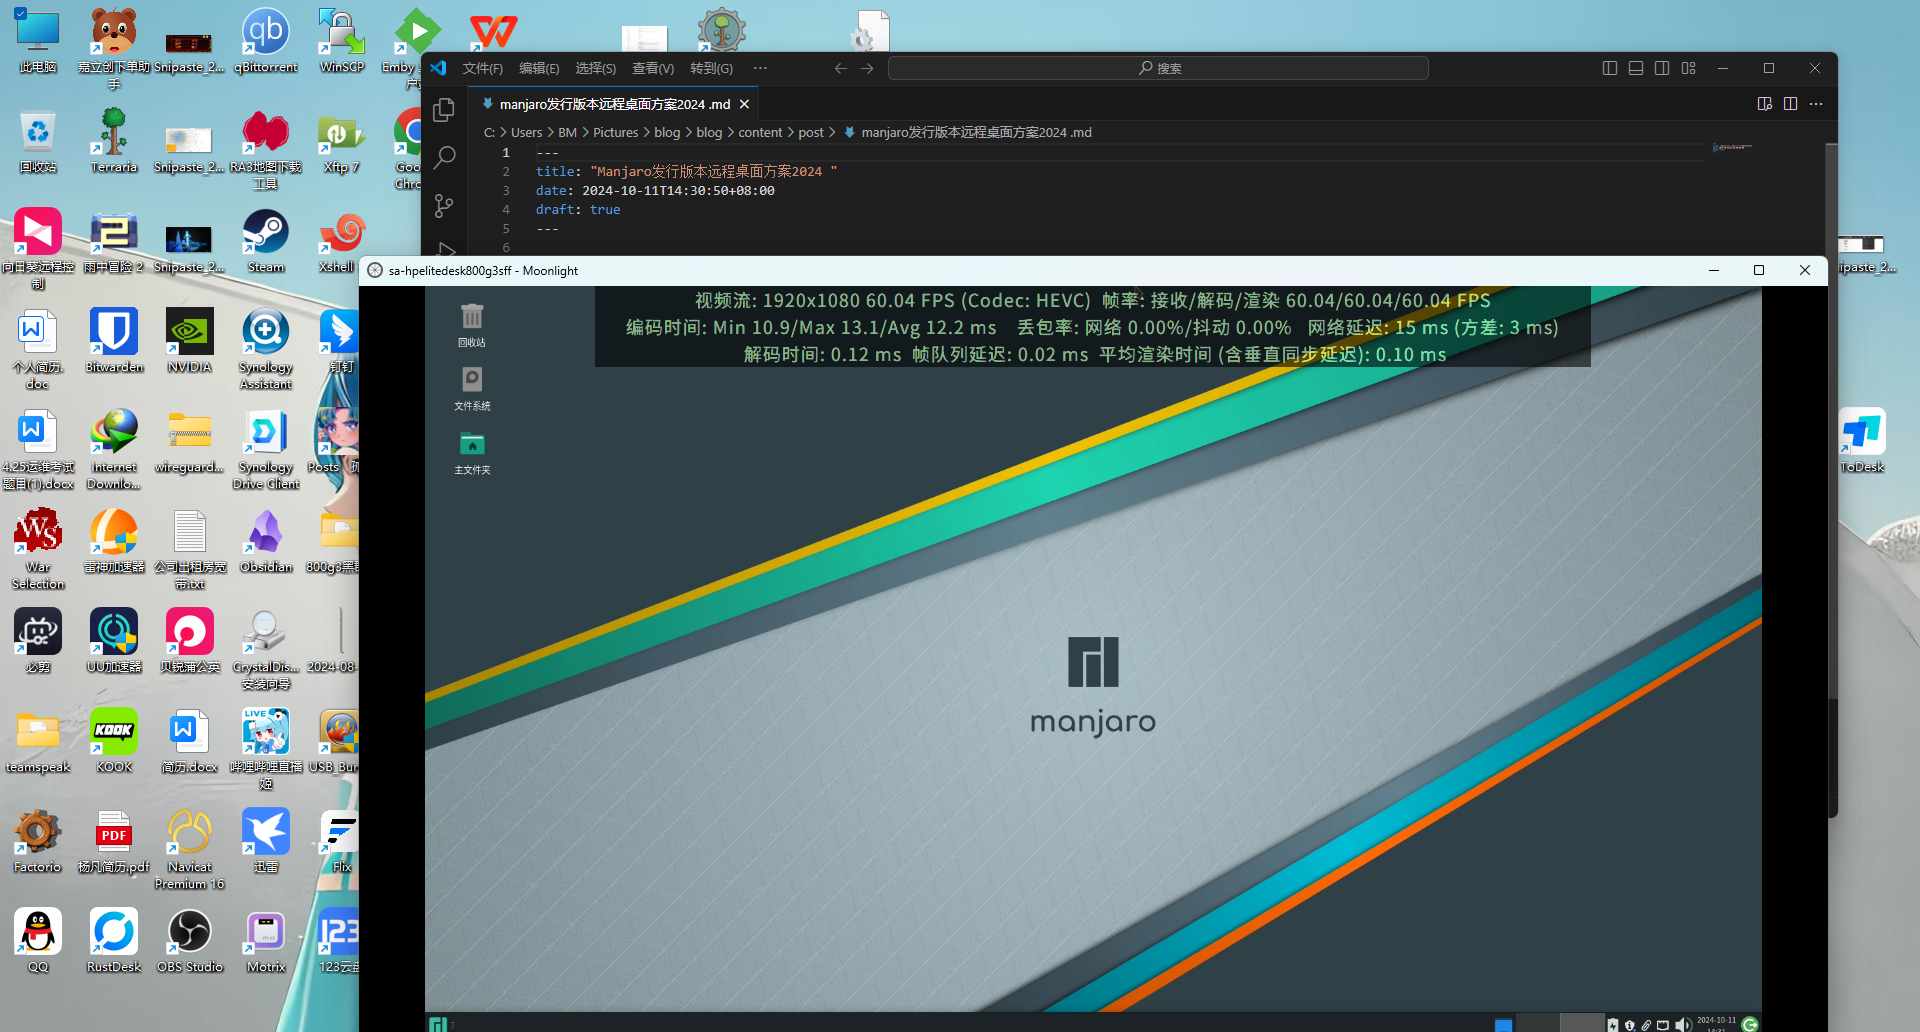 此电脑
嘉立创下单助手
Snipaste_2...
qBittorrent
WinSCP
Emby
回收站
Terraria
Snipaste_2...
RA3地图下载工具
Xftp 7
Goo
Chro
向日葵远程控制
雨中冒险 2
Snipaste_2...
Steam
Xshell
个人简历.doc
Bitwarden
NVIDIA
Synology Assistant
钉钉
4.25运维考试题目(1).docx
Internet Downlo...
wireguard...
Synology Drive Client
Posts
War Selection
雷神加速器
公司出租房宽带.txt
Obsidian
800g3黑
必剪
UU加速器
贝锐蒲公英
CrystalDis... 安装向导
2024-08-
teamspeak
KOOK
简历.docx
哔哩哔哩直播姬
USB_Bur
Factorio
杨凡简历.pdf
Navicat Premium 16
迅雷
Flix
QQ
RustDesk
OBS Studio
Motrix
123云盘
文件(F) 编辑(E) 选择(S) 查看(V) 转到(G) ···
搜索
manjaro发行版本远程桌面方案2024 .md
C: > Users > BM > Pictures > blog > blog > content > post > manjaro发行版本远程桌面方案2024 .md
1 ---
2 title: "Manjaro发行版本远程桌面方案2024 "
3 date: 2024-10-11T14:30:50+08:00
4 draft: true
5 ---
6
sa-hpelitedesk800g3sff - Moonlight
视频流: 1920x1080 60.04 FPS (Codec: HEVC) 帧率: 接收/解码/渲染 60.04/60.04/60.04 FPS
编码时间: Min 10.9/Max 13.1/Avg 12.2 ms 丢包率: 网络 0.00%/抖动 0.00% 网络延迟: 15 ms (方差: 3 ms)
解码时间: 0.12 ms 帧队列延迟: 0.02 ms 平均渲染时间 (含垂直同步延迟): 0.10 ms
回收站
文件系统
主文件夹
manjaro
2024-10-11
ipaste_2...
ToDesk